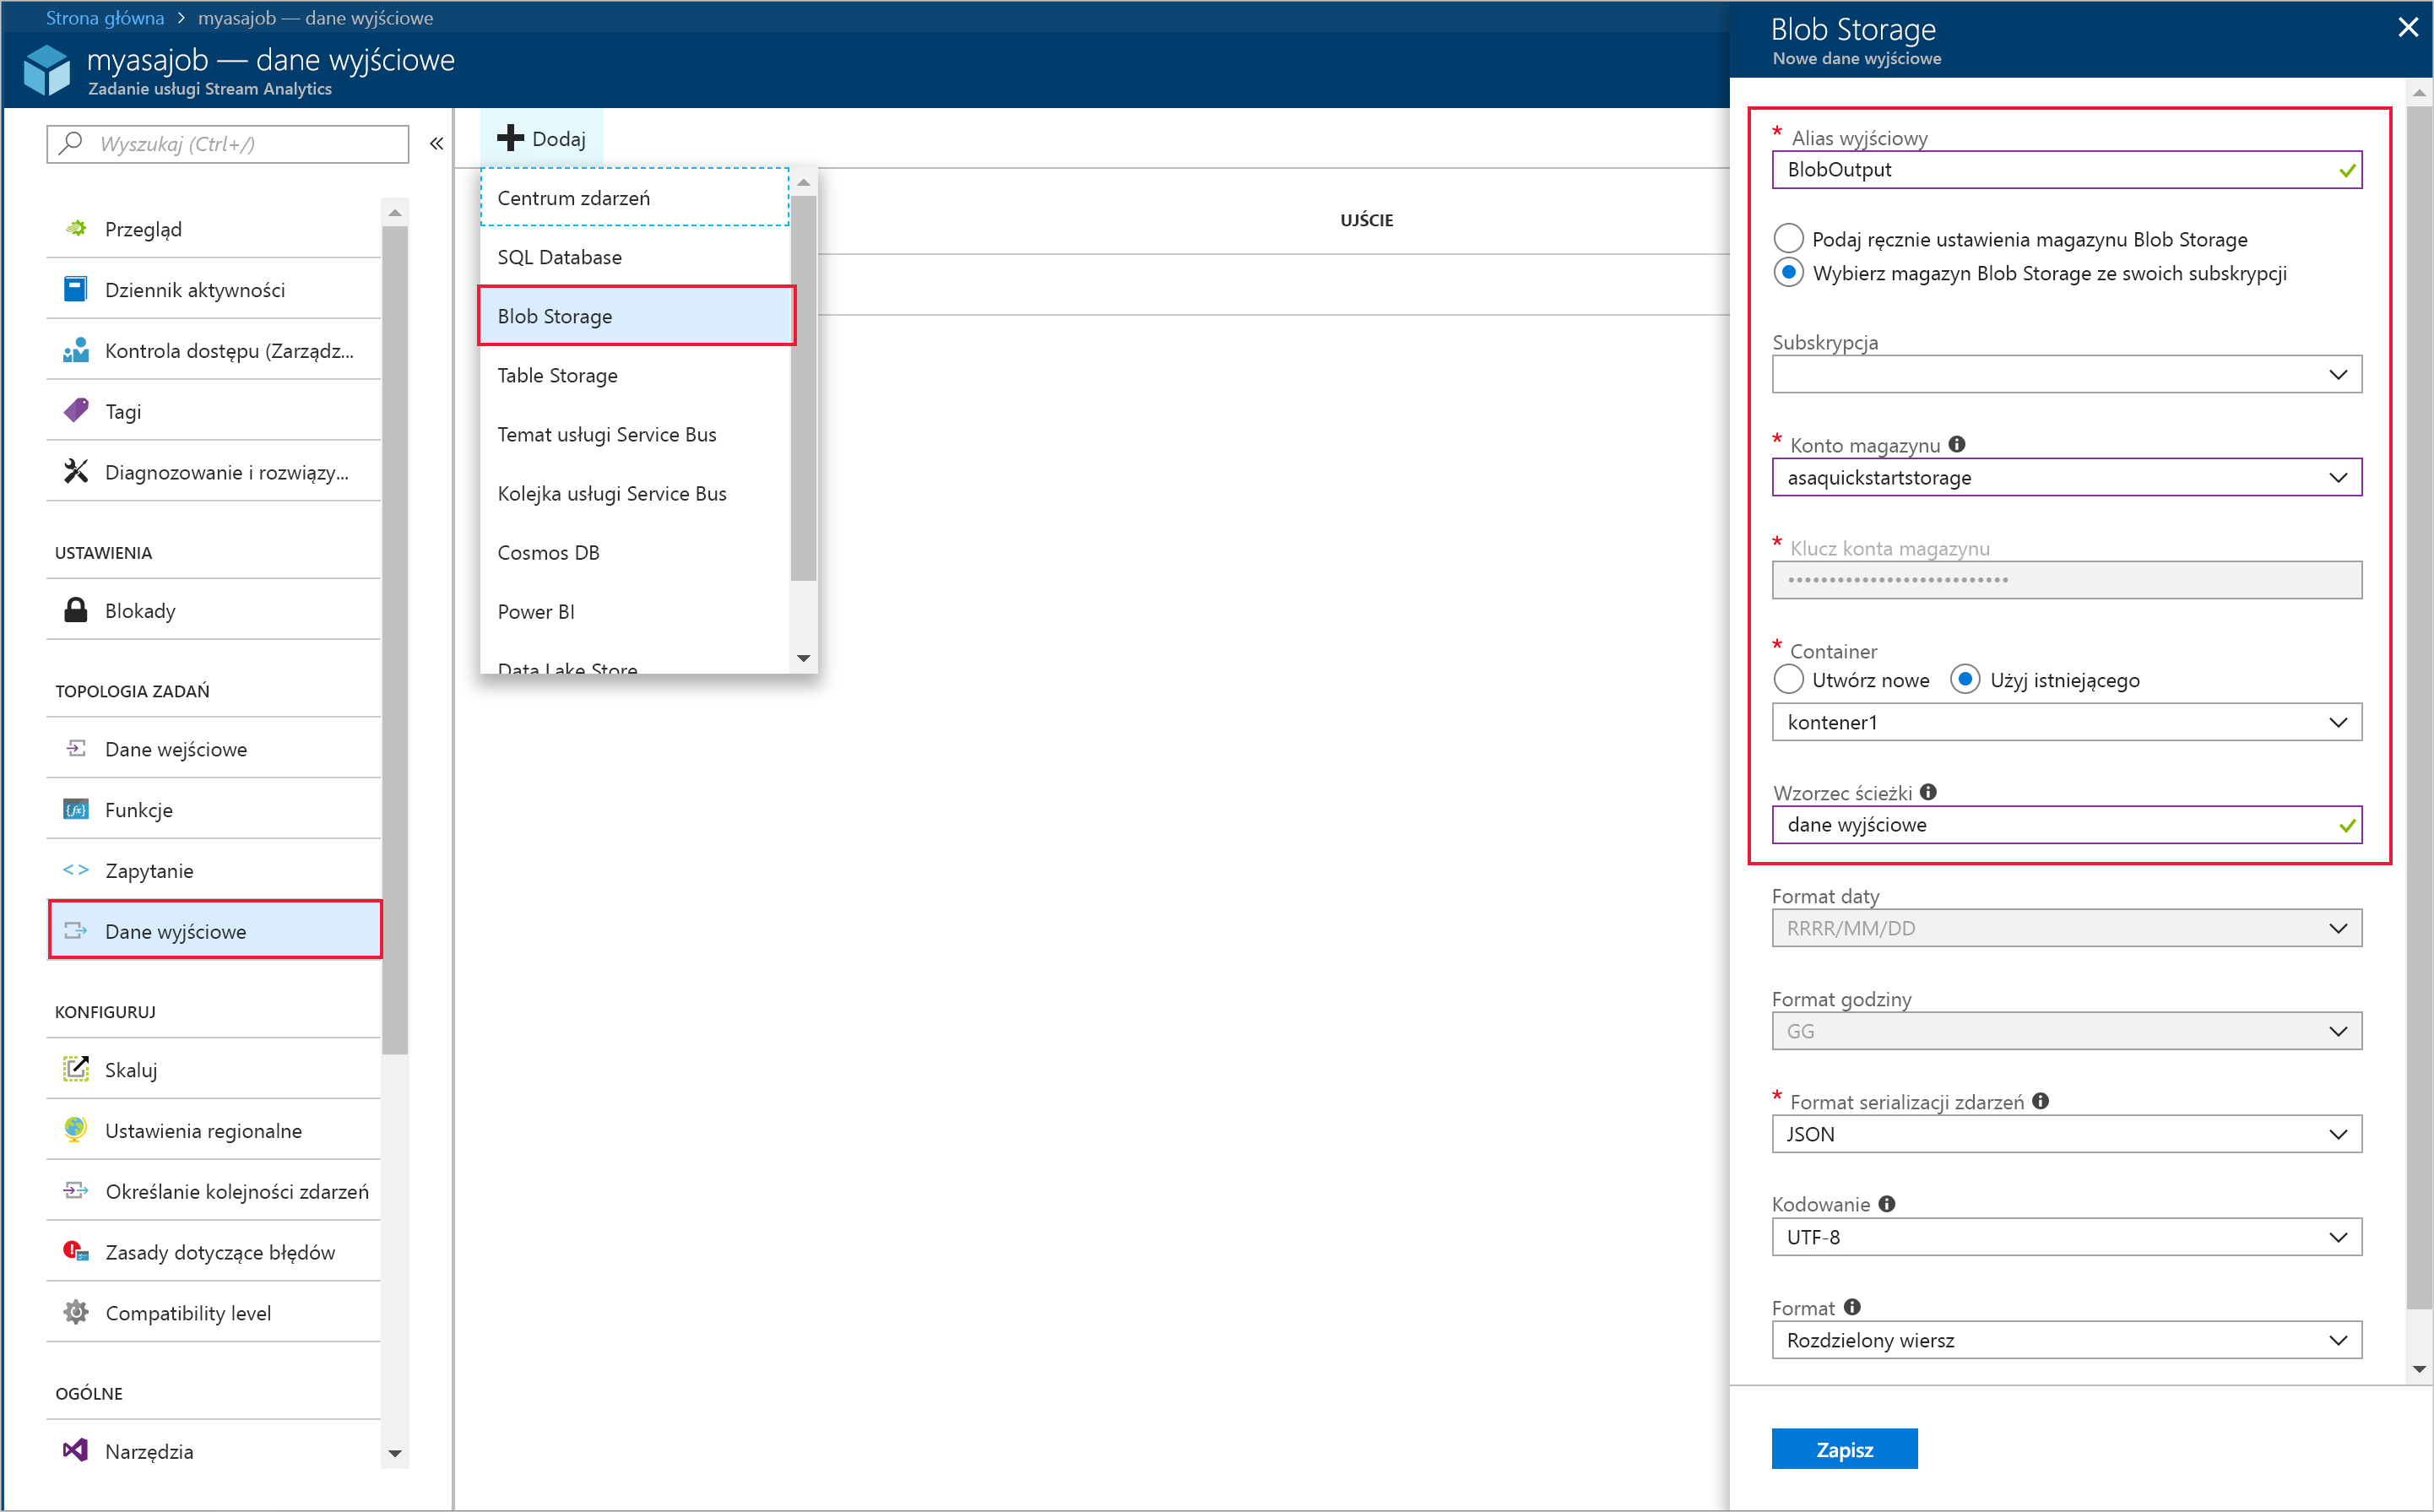 Strona główna > myasajob — dane wyjściowe
myasajob — dane wyjściowe
Zadanie usługi Stream Analytics
Wyszukaj (Ctrl+/)
«
Przegląd
Dziennik aktywności
Kontrola dostępu (Zarządz...
Tagi
Diagnozowanie i rozwiązy...
USTAWIENIA
Blokady
TOPOLOGIA ZADAŃ
Dane wejściowe
Funkcje
Zapytanie
Dane wyjściowe
KONFIGURUJ
Skaluj
Ustawienia regionalne
Określanie kolejności zdarzeń
Zasady dotyczące błędów
Compatibility level
OGÓLNE
Narzędzia
Dodaj
Centrum zdarzeń
SQL Database
Blob Storage
Table Storage
Temat usługi Service Bus
Kolejka usługi Service Bus
Cosmos DB
Power BI
Data Lake Store
UJŚCIE
Blob Storage
Nowe dane wyjściowe
* Alias wyjściowy
BlobOutput
Podaj ręcznie ustawienia magazynu Blob Storage
Wybierz magazyn Blob Storage ze swoich subskrypcji
Subskrypcja
* Konto magazynu
asaquickstartstorage
* Klucz konta magazynu
•••••••••••••••••••••••••••
* Container
Utwórz nowe Użyj istniejącego
kontener1
Wzorzec ścieżki
dane wyjściowe
Format daty
RRRR/MM/DD
Format godziny
GG
* Format serializacji zdarzeń
JSON
Kodowanie
UTF-8
Format
Rozdzielony wiersz
Zapisz